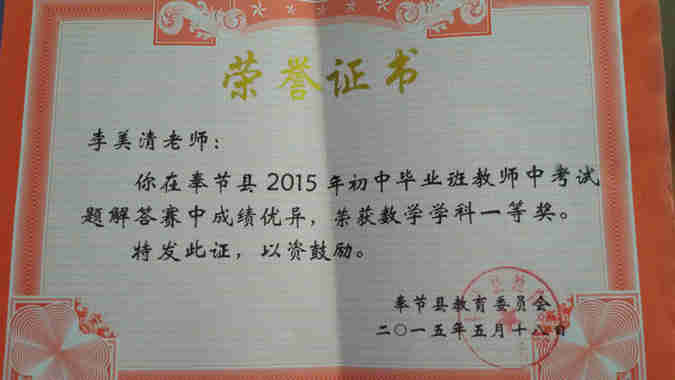 荣誉证书
李美清老师：
你在奉节县2015年初中毕业班教师中考试
题解答赛中成绩优异，荣获数学学科一等奖。
特发此证，以资鼓励。
奉节县教育委员会
二〇一五年五月十八日